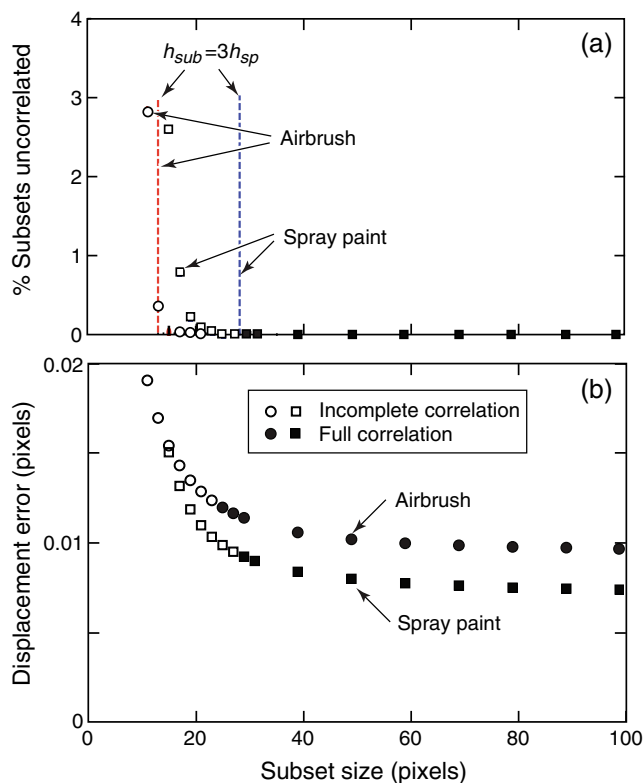 4
(a)
h_sub=3h_sp
3
% Subsets uncorrelated
Airbrush
2
Spray paint
1
0
0.02
(b)
Incomplete correlation
Full correlation
Displacement error (pixels)
Airbrush
0.01
Spray paint
0
0 20 40 60 80 100
Subset size (pixels)